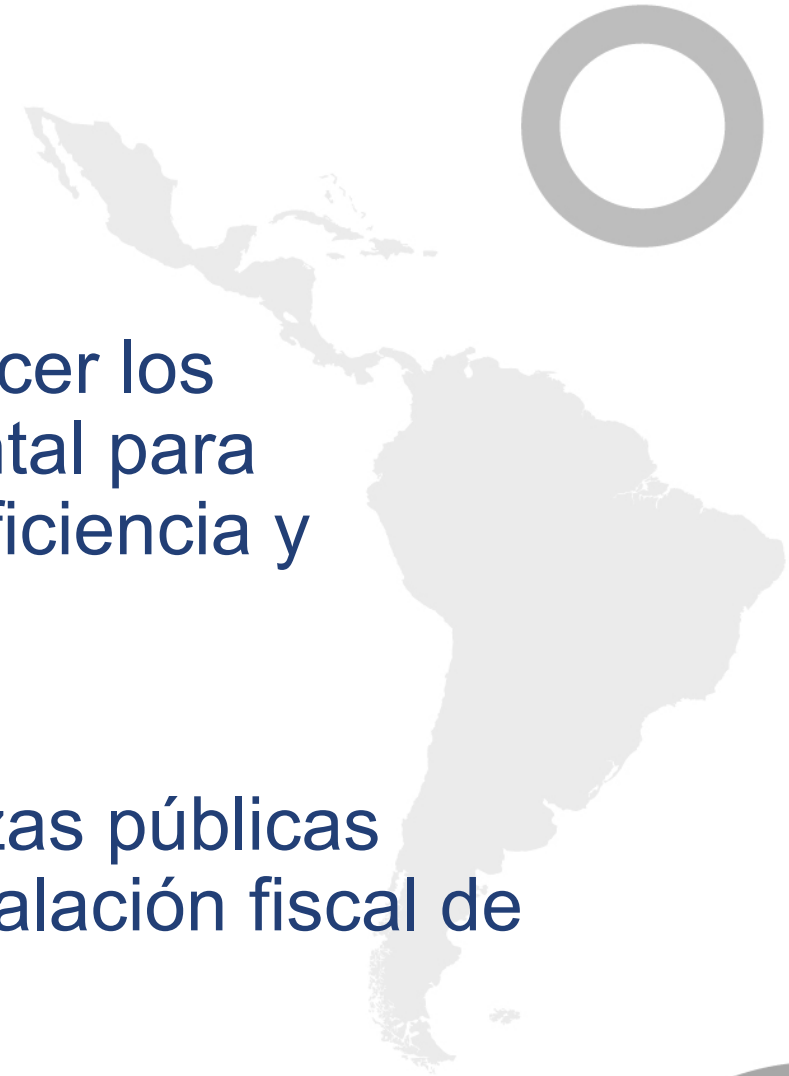 cer los
ntal para
ficiencia y
zas públicas
alación fiscal de